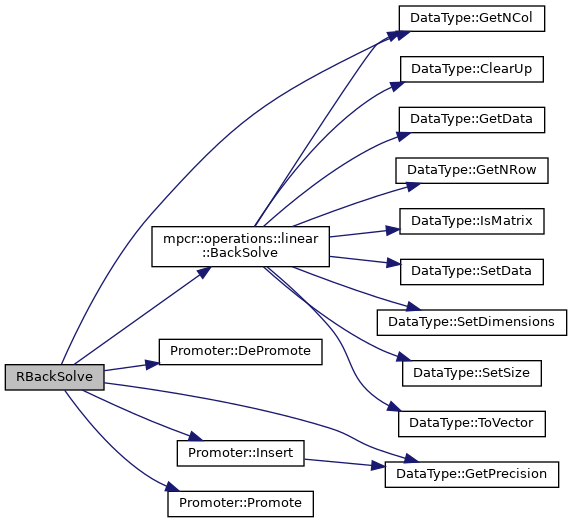 DataType::GetNCol
DataType::ClearUp
DataType::GetData
DataType::GetNRow
DataType::IsMatrix
mpcr::operations::linear
::BackSolve
DataType::SetData
DataType::SetDimensions
Promoter::DePromote
DataType::SetSize
RBackSolve
DataType::ToVector
Promoter::Insert
DataType::GetPrecision
Promoter::Promote